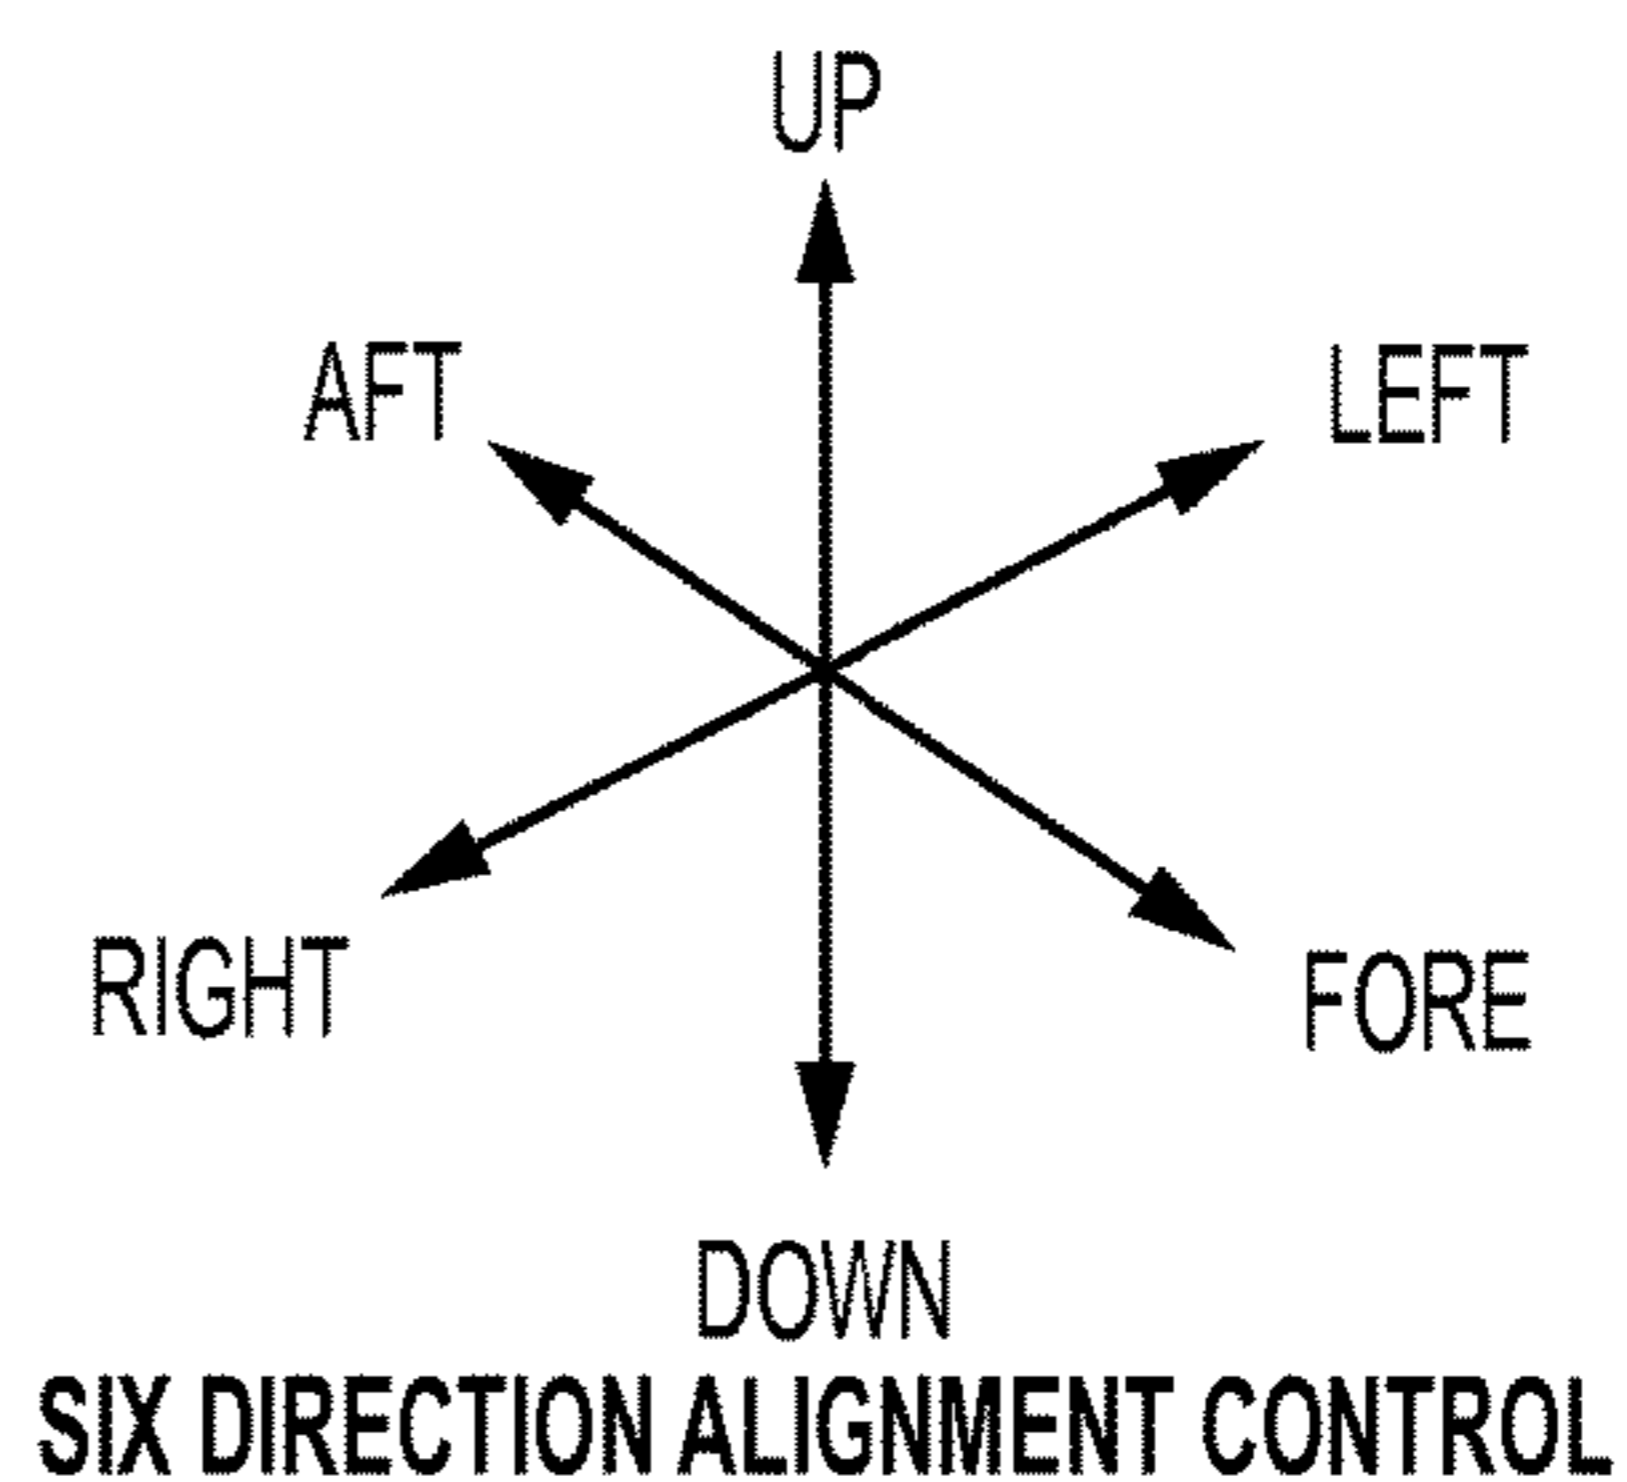 UP
AFT
LEFT
RIGHT
FORE
DOWN
SIX DIRECTION ALIGNMENT CONTROL